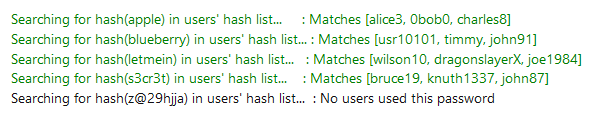 Searching for hash(apple) in users' hash list... : Matches [alice3, 0bob0, charles8]
Searching for hash(blueberry) in users' hash list... : Matches [usr10101, timmy, john91]
Searching for hash(letmein) in users' hash list... : Matches [wilson10, dragonslayerX, joe1984]
Searching for hash(s3cr3t) in users' hash list... : Matches [bruce19, knuth1337, john87]
Searching for hash(z@29hjja) in users' hash list... : No users used this password